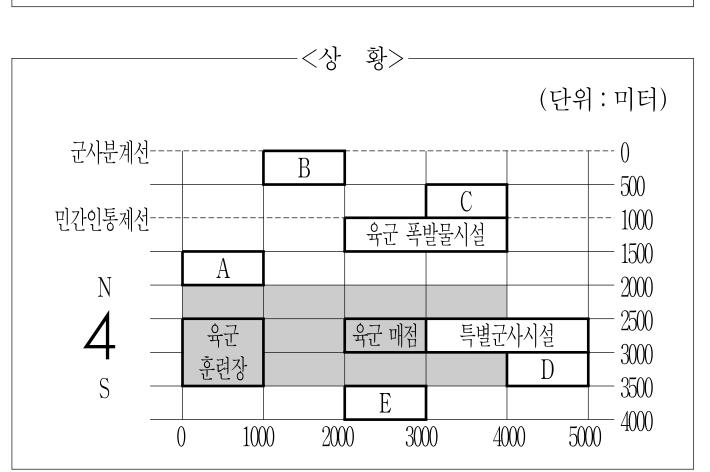 <상 황>
(단위 : 미터)
군사분계선
B
0
500
C
민간인통제선
1000
육군 폭발물시설
1500
A
N
2000
2500
육군
훈련장
육군 매점
특별군사시설
3000
D
S
3500
E
4000
0 1000 2000 3000 4000 5000